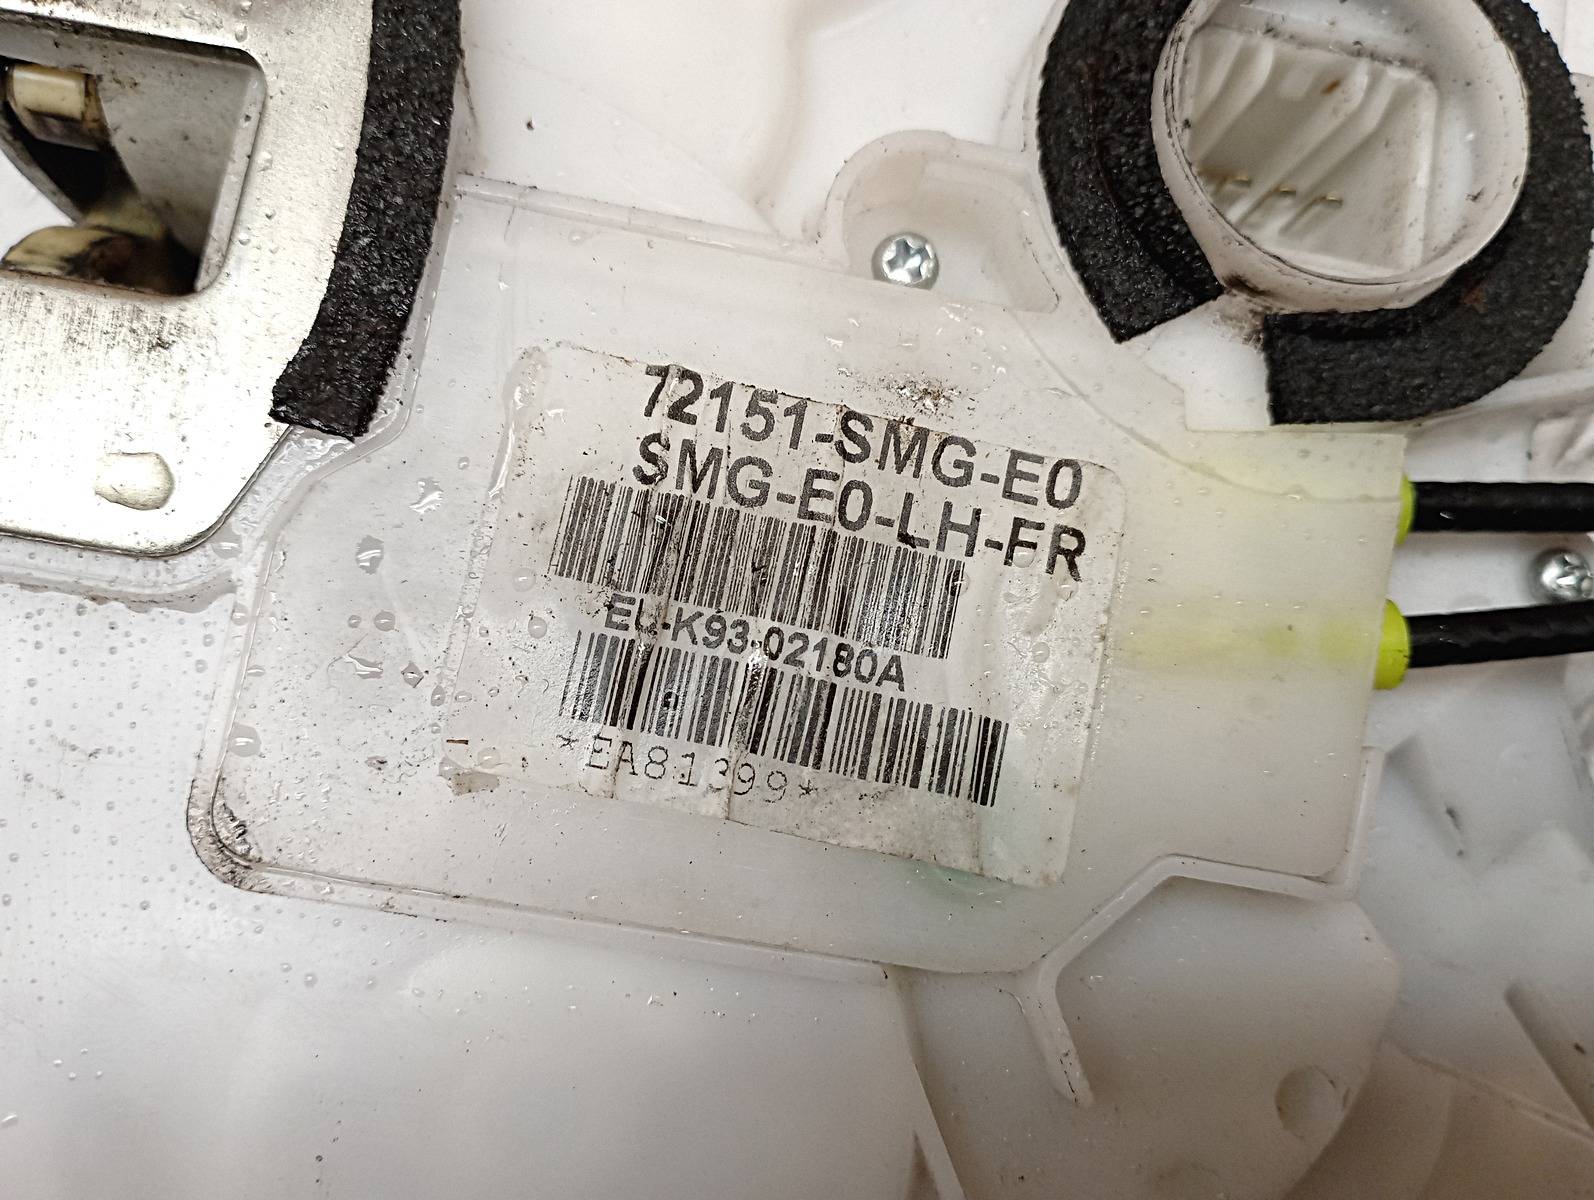 72151-SMG-E0
SMG-E0-LH-FR
EU-K93-02180A
*EA81399*